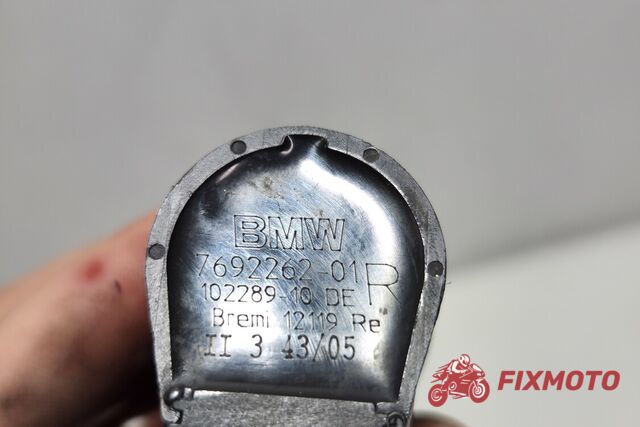 BMW
7692262-01 R
102289-10 DE
Bremi 12119 Re
II 3 43/05
FIXMOTO